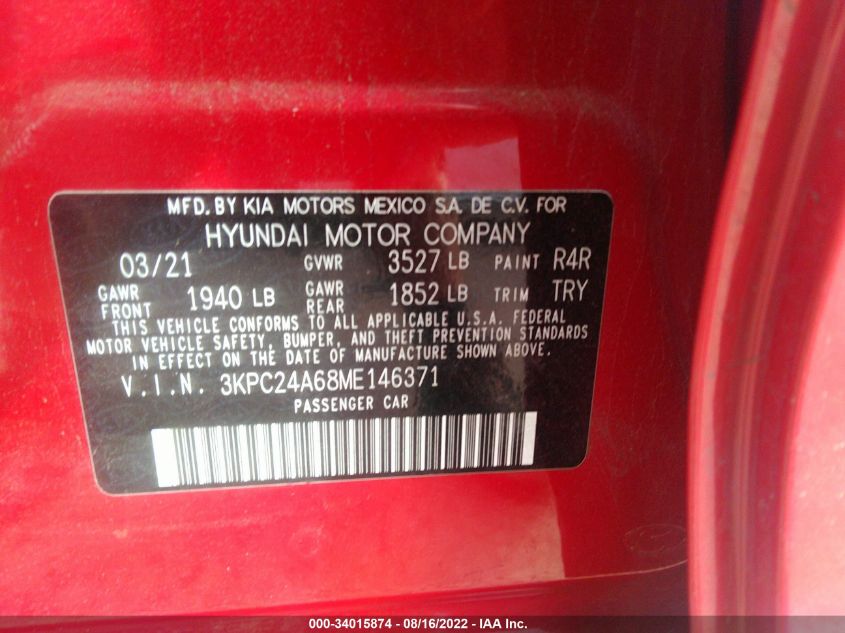 MFD. BY KIA MOTORS MEXICO S.A. DE C.V. FOR
HYUNDAI MOTOR COMPANY
03/21 GVWR 3527 LB PAINT R4R
GAWR FRONT 1940 LB GAWR REAR 1852 LB TRIM TRY
THIS VEHICLE CONFORMS TO ALL APPLICABLE U.S.A. FEDERAL
MOTOR VEHICLE SAFETY, BUMPER, AND THEFT PREVENTION STANDARDS
IN EFFECT ON THE DATE OF MANUFACTURE SHOWN ABOVE.
V.I.N. 3KPC24A68ME146371
PASSENGER CAR
000-34015874 - 08/16/2022 - IAA Inc.